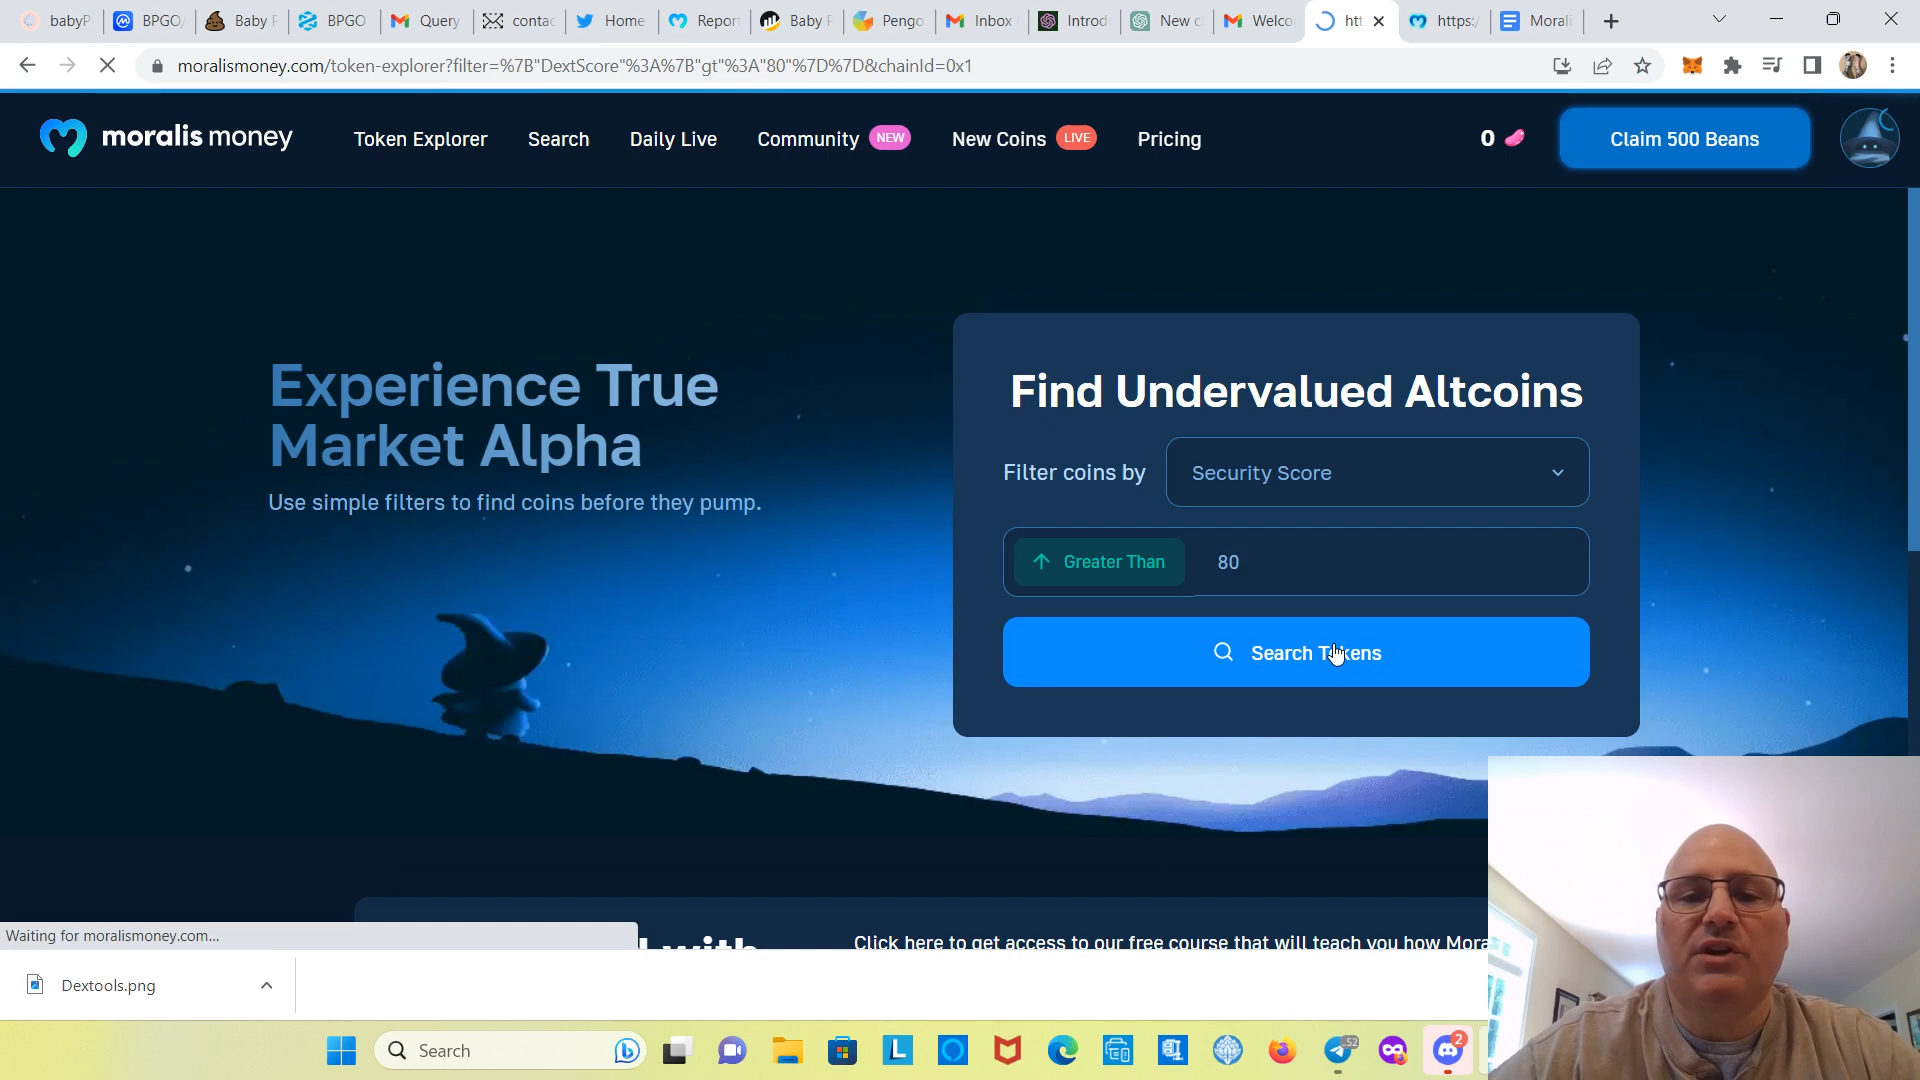 babyP
BPGO/
Baby F
BPGO
Query
contac
Home
Repor
Baby F
Pengo
Inbox
Introd
New c
Welco
htt
https:/
Morali
moralismoney.com/token-explorer?filter=%7B"DextScore"%3A%7B"gt"%3A"80"%7D%7D&chainId=0x1
moralis money
Token Explorer
Search
Daily Live
Community NEW
New Coins LIVE
Pricing
0
Claim 500 Beans
Experience True
Market Alpha
Use simple filters to find coins before they pump.
Find Undervalued Altcoins
Filter coins by
Security Score
Greater Than
80
Search Tokens
with
Click here to get access to our free course that will teach you how Mora
Waiting for moralismoney.com...
Dextools.png
Search
L
.52
2